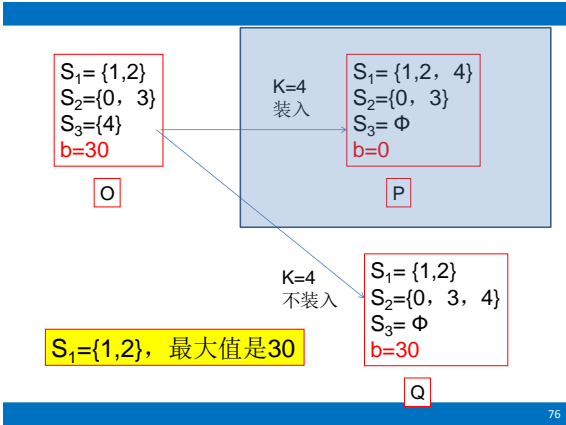 S₁= {1,2}
S₂={0，3}
S₃={4}
b=30
O
K=4
装入
S₁= {1,2，4}
S₂={0，3}
S₃= Φ
b=0
P
K=4
不装入
S₁= {1,2}
S₂={0，3，4}
S₃= Φ
b=30
Q
S₁={1,2}，最大值是30
76